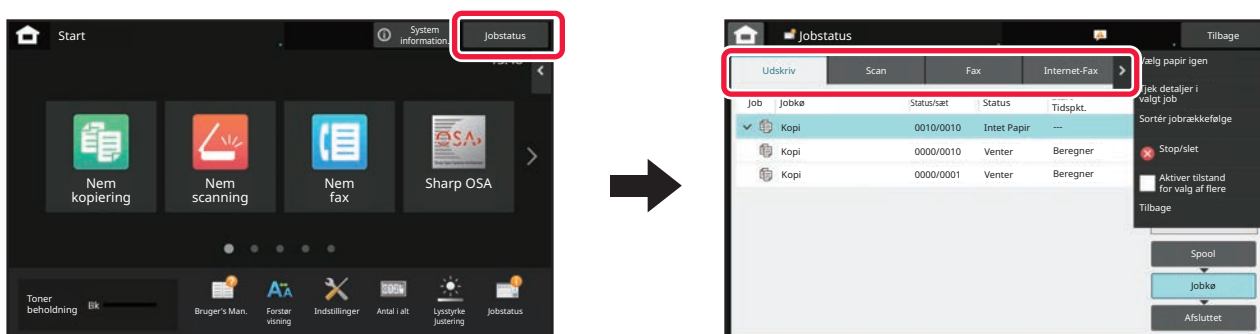 Start
System
information
Jobstatus
Nem
kopiering
Nem
scanning
Nem
fax
OSA
Sharp OSA
Toner
beholdning
Bk
Bruger's Man.
Forstør
visning
Indstillinger
Antal i alt
Lysstyrke
Justering
Jobstatus
Jobstatus
Tilbage
Udskriv
Scan
Fax
Internet-Fax
Vælg papir igen
Tjek detaljer i
valgt job
Sortér jobrækkefølge
Stop/slet
Aktiver tilstand
for valg af flere
Tilbage
Job Jobkø Status/sæt Status Tidspkt.
Kopi 0010/0010 Intet Papir ---
Kopi 0000/0010 Venter Beregner
Kopi 0000/0001 Venter Beregner
Spool
Jobkø
Afsluttet